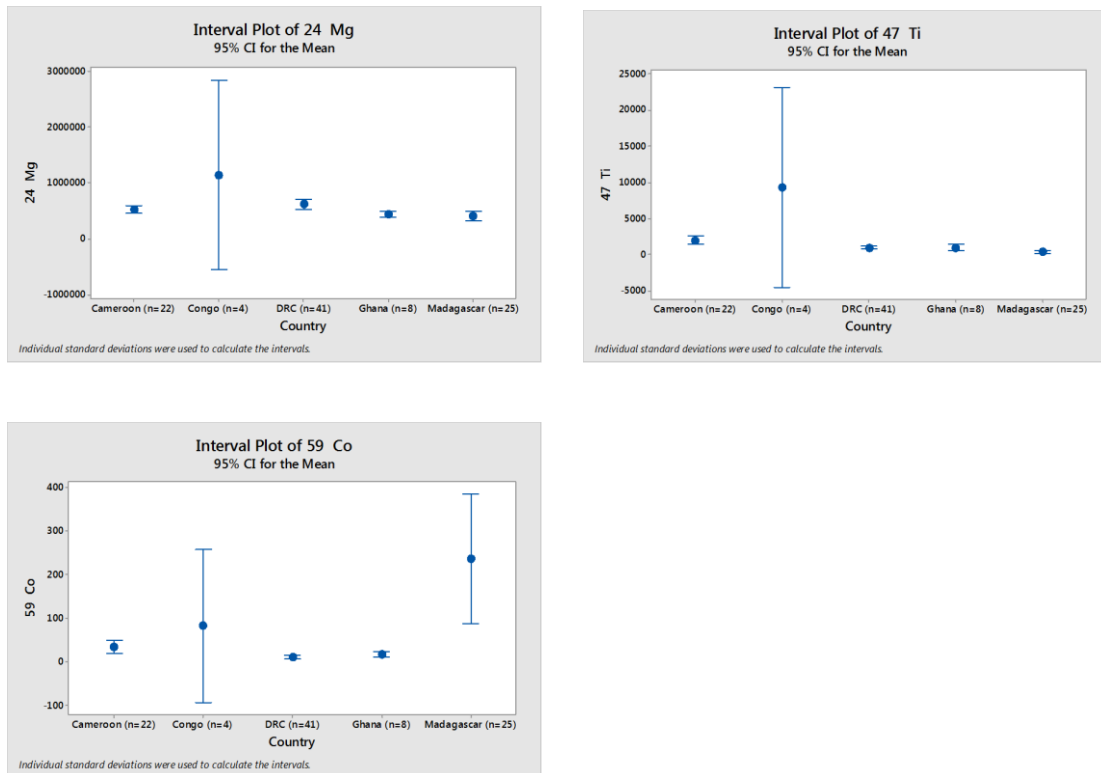 Interval Plot of 24 Mg
95% CI for the Mean
3000000
2000000
1000000
0
-1000000
24 Mg
Cameroon (n=22) Congo (n=4) DRC (n=41) Ghana (n=8) Madagascar (n=25)
Country
Individual standard deviations were used to calculate the intervals.
Interval Plot of 47 Ti
95% CI for the Mean
25000
20000
15000
10000
5000
0
-5000
47 Ti
Cameroon (n=22) Congo (n=4) DRC (n=41) Ghana (n=8) Madagascar (n=25)
Country
Individual standard deviations were used to calculate the intervals.
Interval Plot of 59 Co
95% CI for the Mean
400
300
200
100
0
-100
59 Co
Cameroon (n=22) Congo (n=4) DRC (n=41) Ghana (n=8) Madagascar (n=25)
Country
Individual standard deviations were used to calculate the intervals.